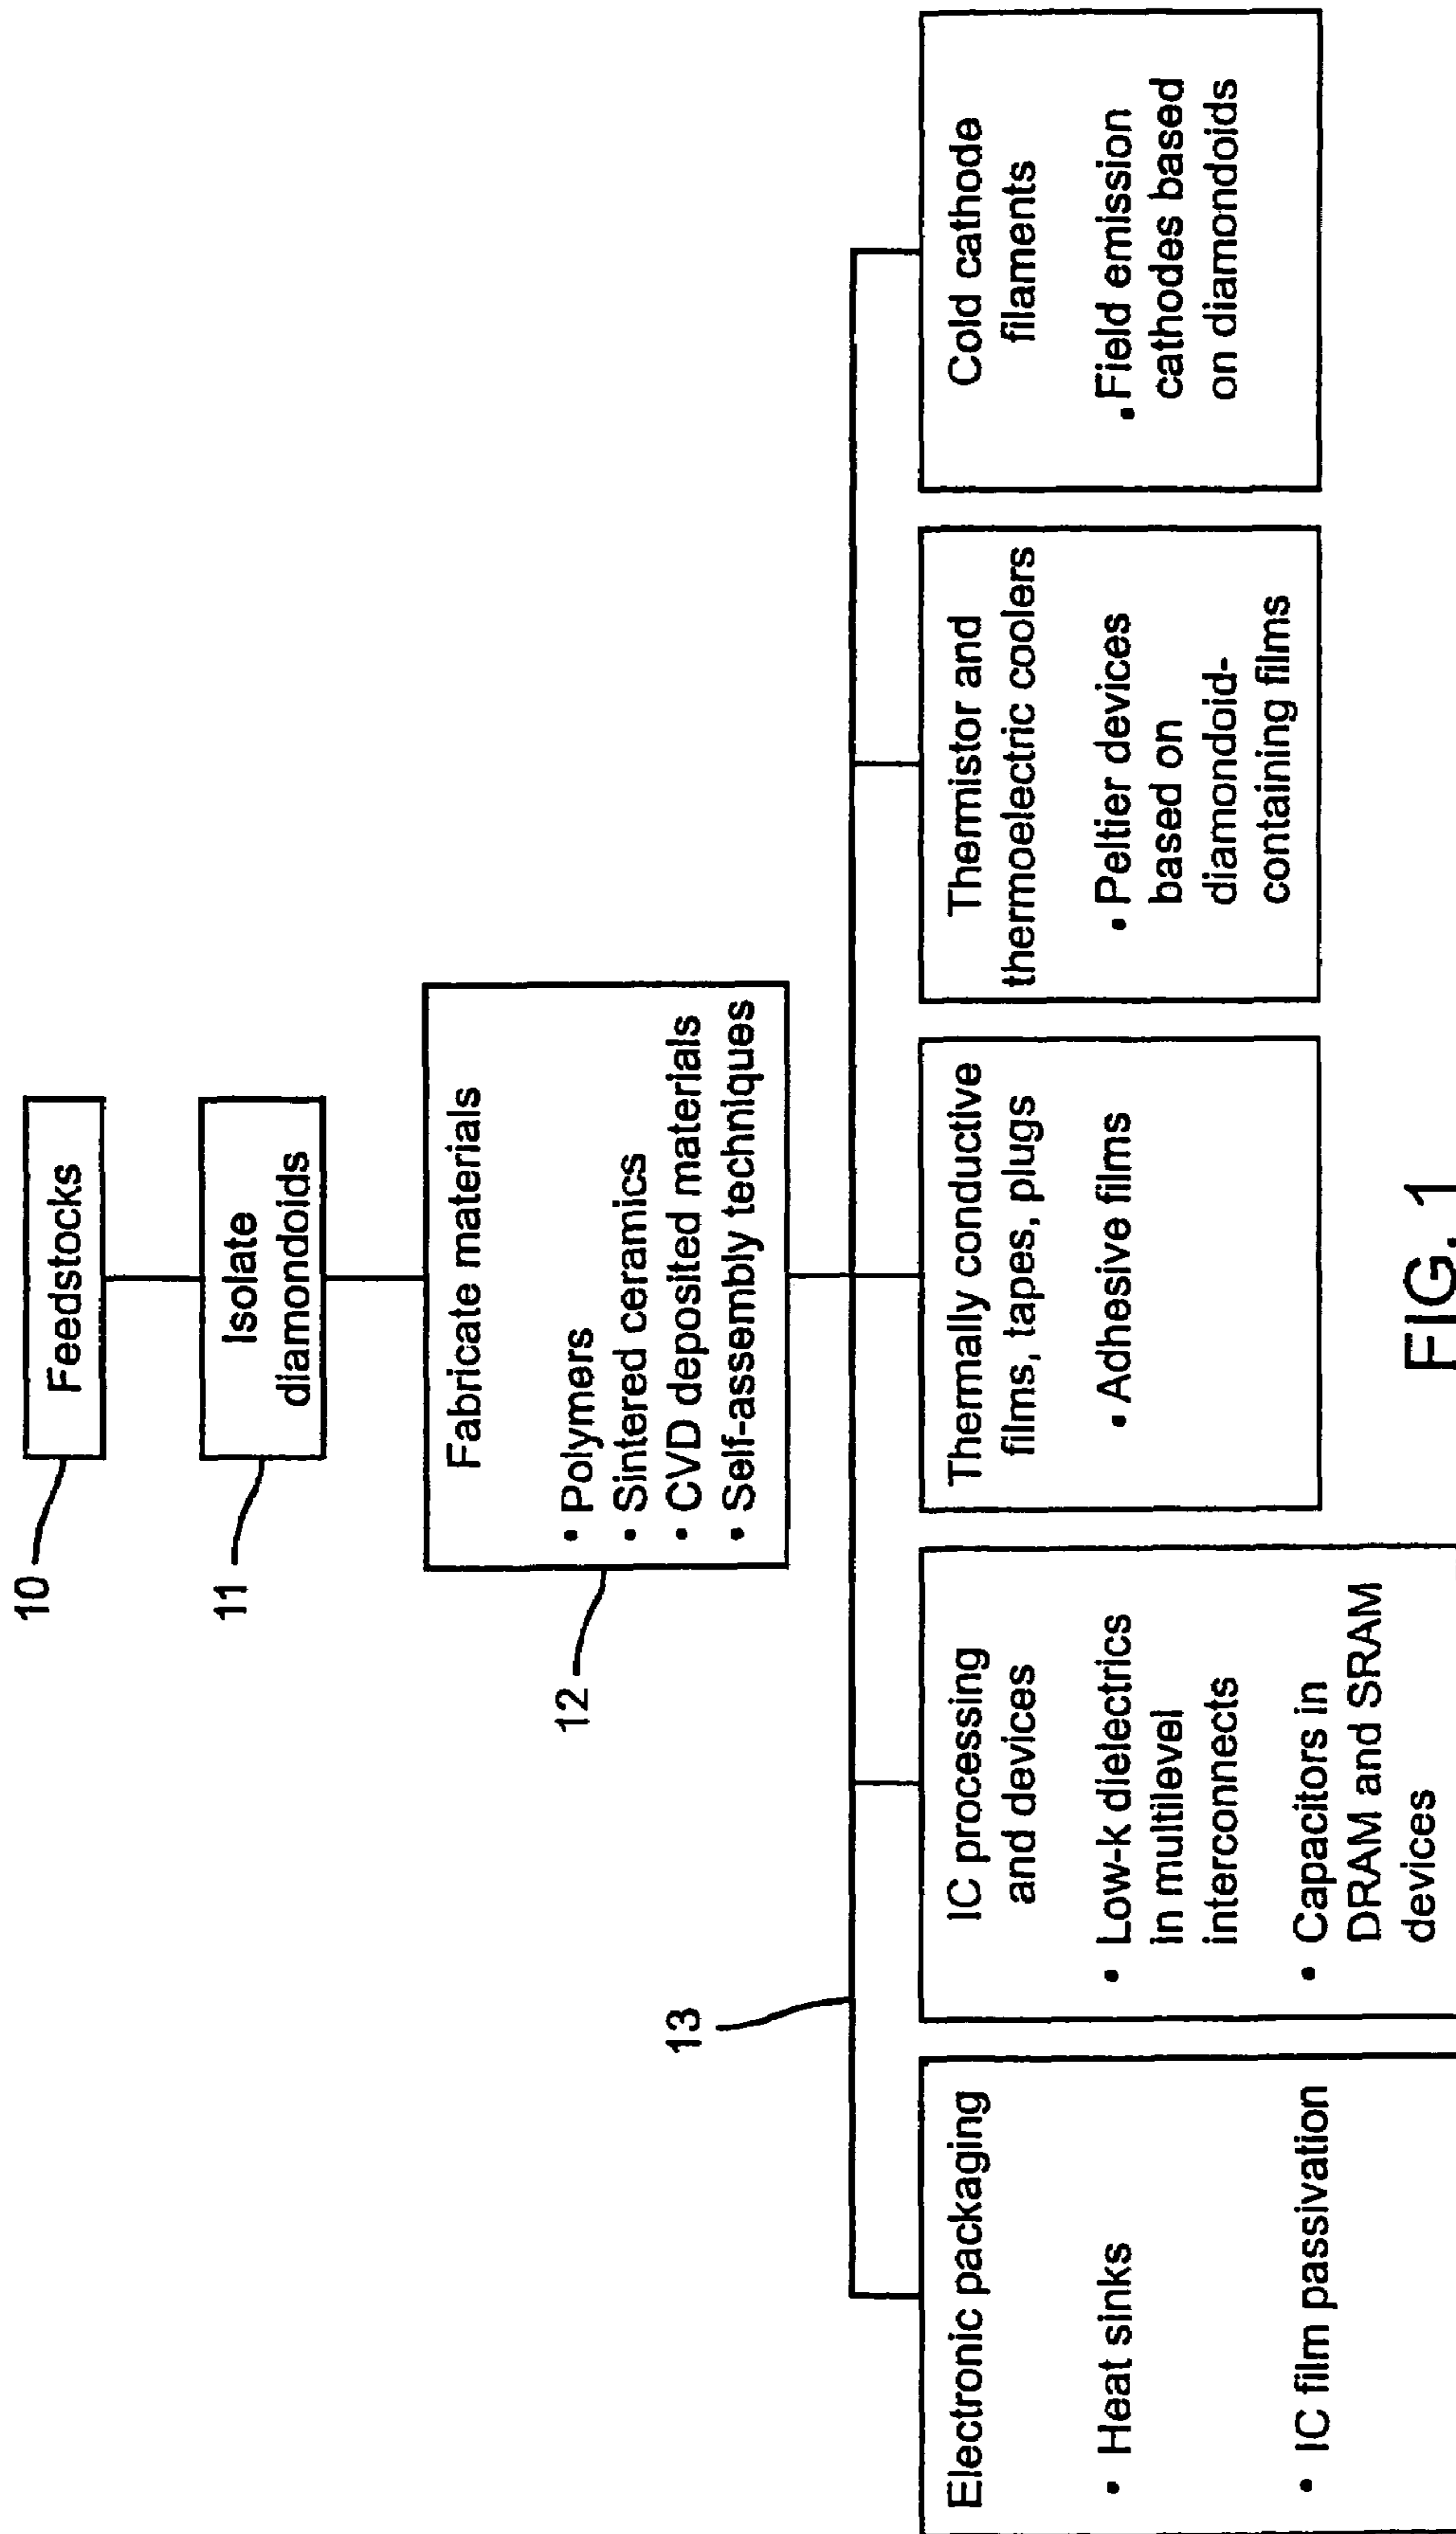 10
Feedstocks
11
Isolate
diamondoids
12
Fabricate materials
• Polymers
• Sintered ceramics
• CVD deposited materials
• Self-assembly techniques
13
Electronic packaging
• Heat sinks
• IC film passivation
IC processing
and devices
• Low-k dielectrics
in multilevel
interconnects
• Capacitors in
DRAM and SRAM
devices
Thermally conductive
films, tapes, plugs
• Adhesive films
Thermistor and
thermoelectric coolers
• Peltier devices
based on
diamondoid-
containing films
Cold cathode
filaments
• Field emission
cathodes based
on diamondoids
FIG. 1